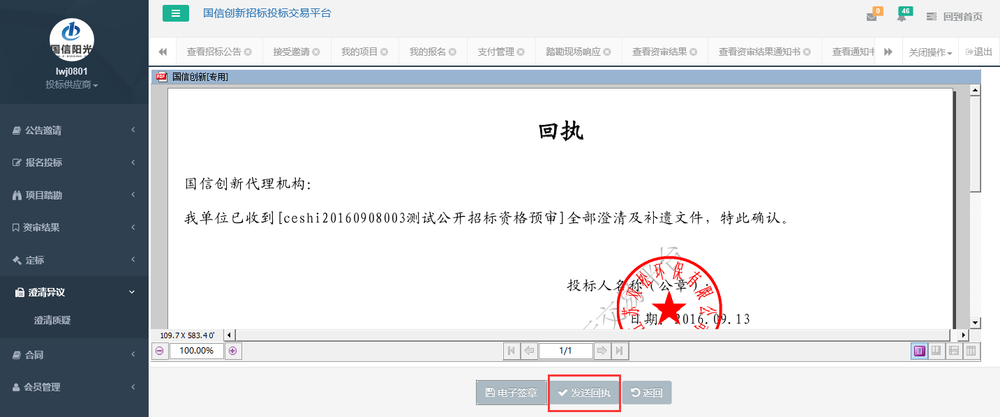 国信创新招标投标交易平台
0
46
回到首页
国信阳光
lwj0801
投标供应商
公告邀请
报名投标
项目踏勘
资审结果
定标
澄清异议
澄清质疑
合同
会员管理
查看招标公告
接受邀请
我的项目
我的报名
支付管理
踏勘现场响应
查看资审结果
查看资审结果通知书
查看通知书
关闭操作
退出
PDF 国信创新[专用]
回执
国信创新代理机构：
我单位已收到[ceshi20160908003测试公开招标资格预审]全部澄清及补遗文件，特此确认。
投标人名称（公章）：
日期：2016.09.13
109.7 X 583.4 0'
100.00%
1/1
电子签章
发送回执
返回